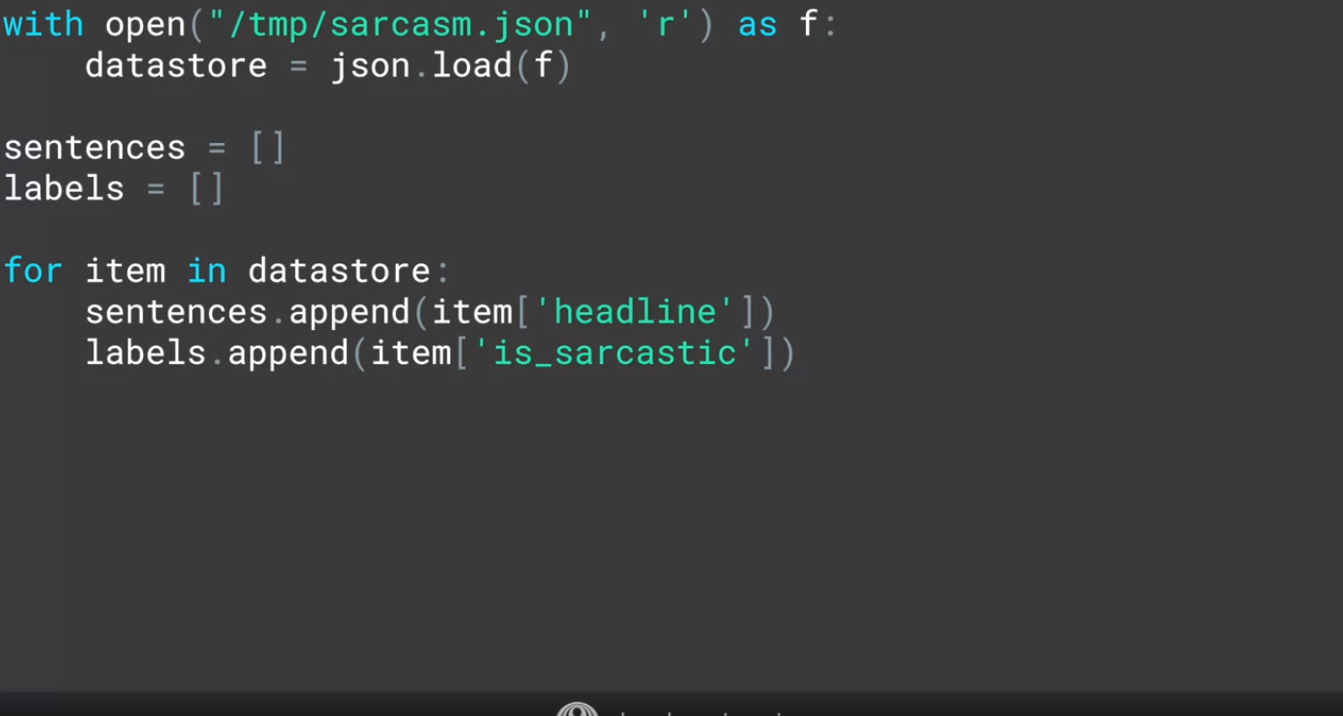 with open("/tmp/sarcasm.json", 'r') as f:
    datastore = json.load(f)
sentences = []
labels = []
for item in datastore:
    sentences.append(item['headline'])
    labels.append(item['is_sarcastic'])